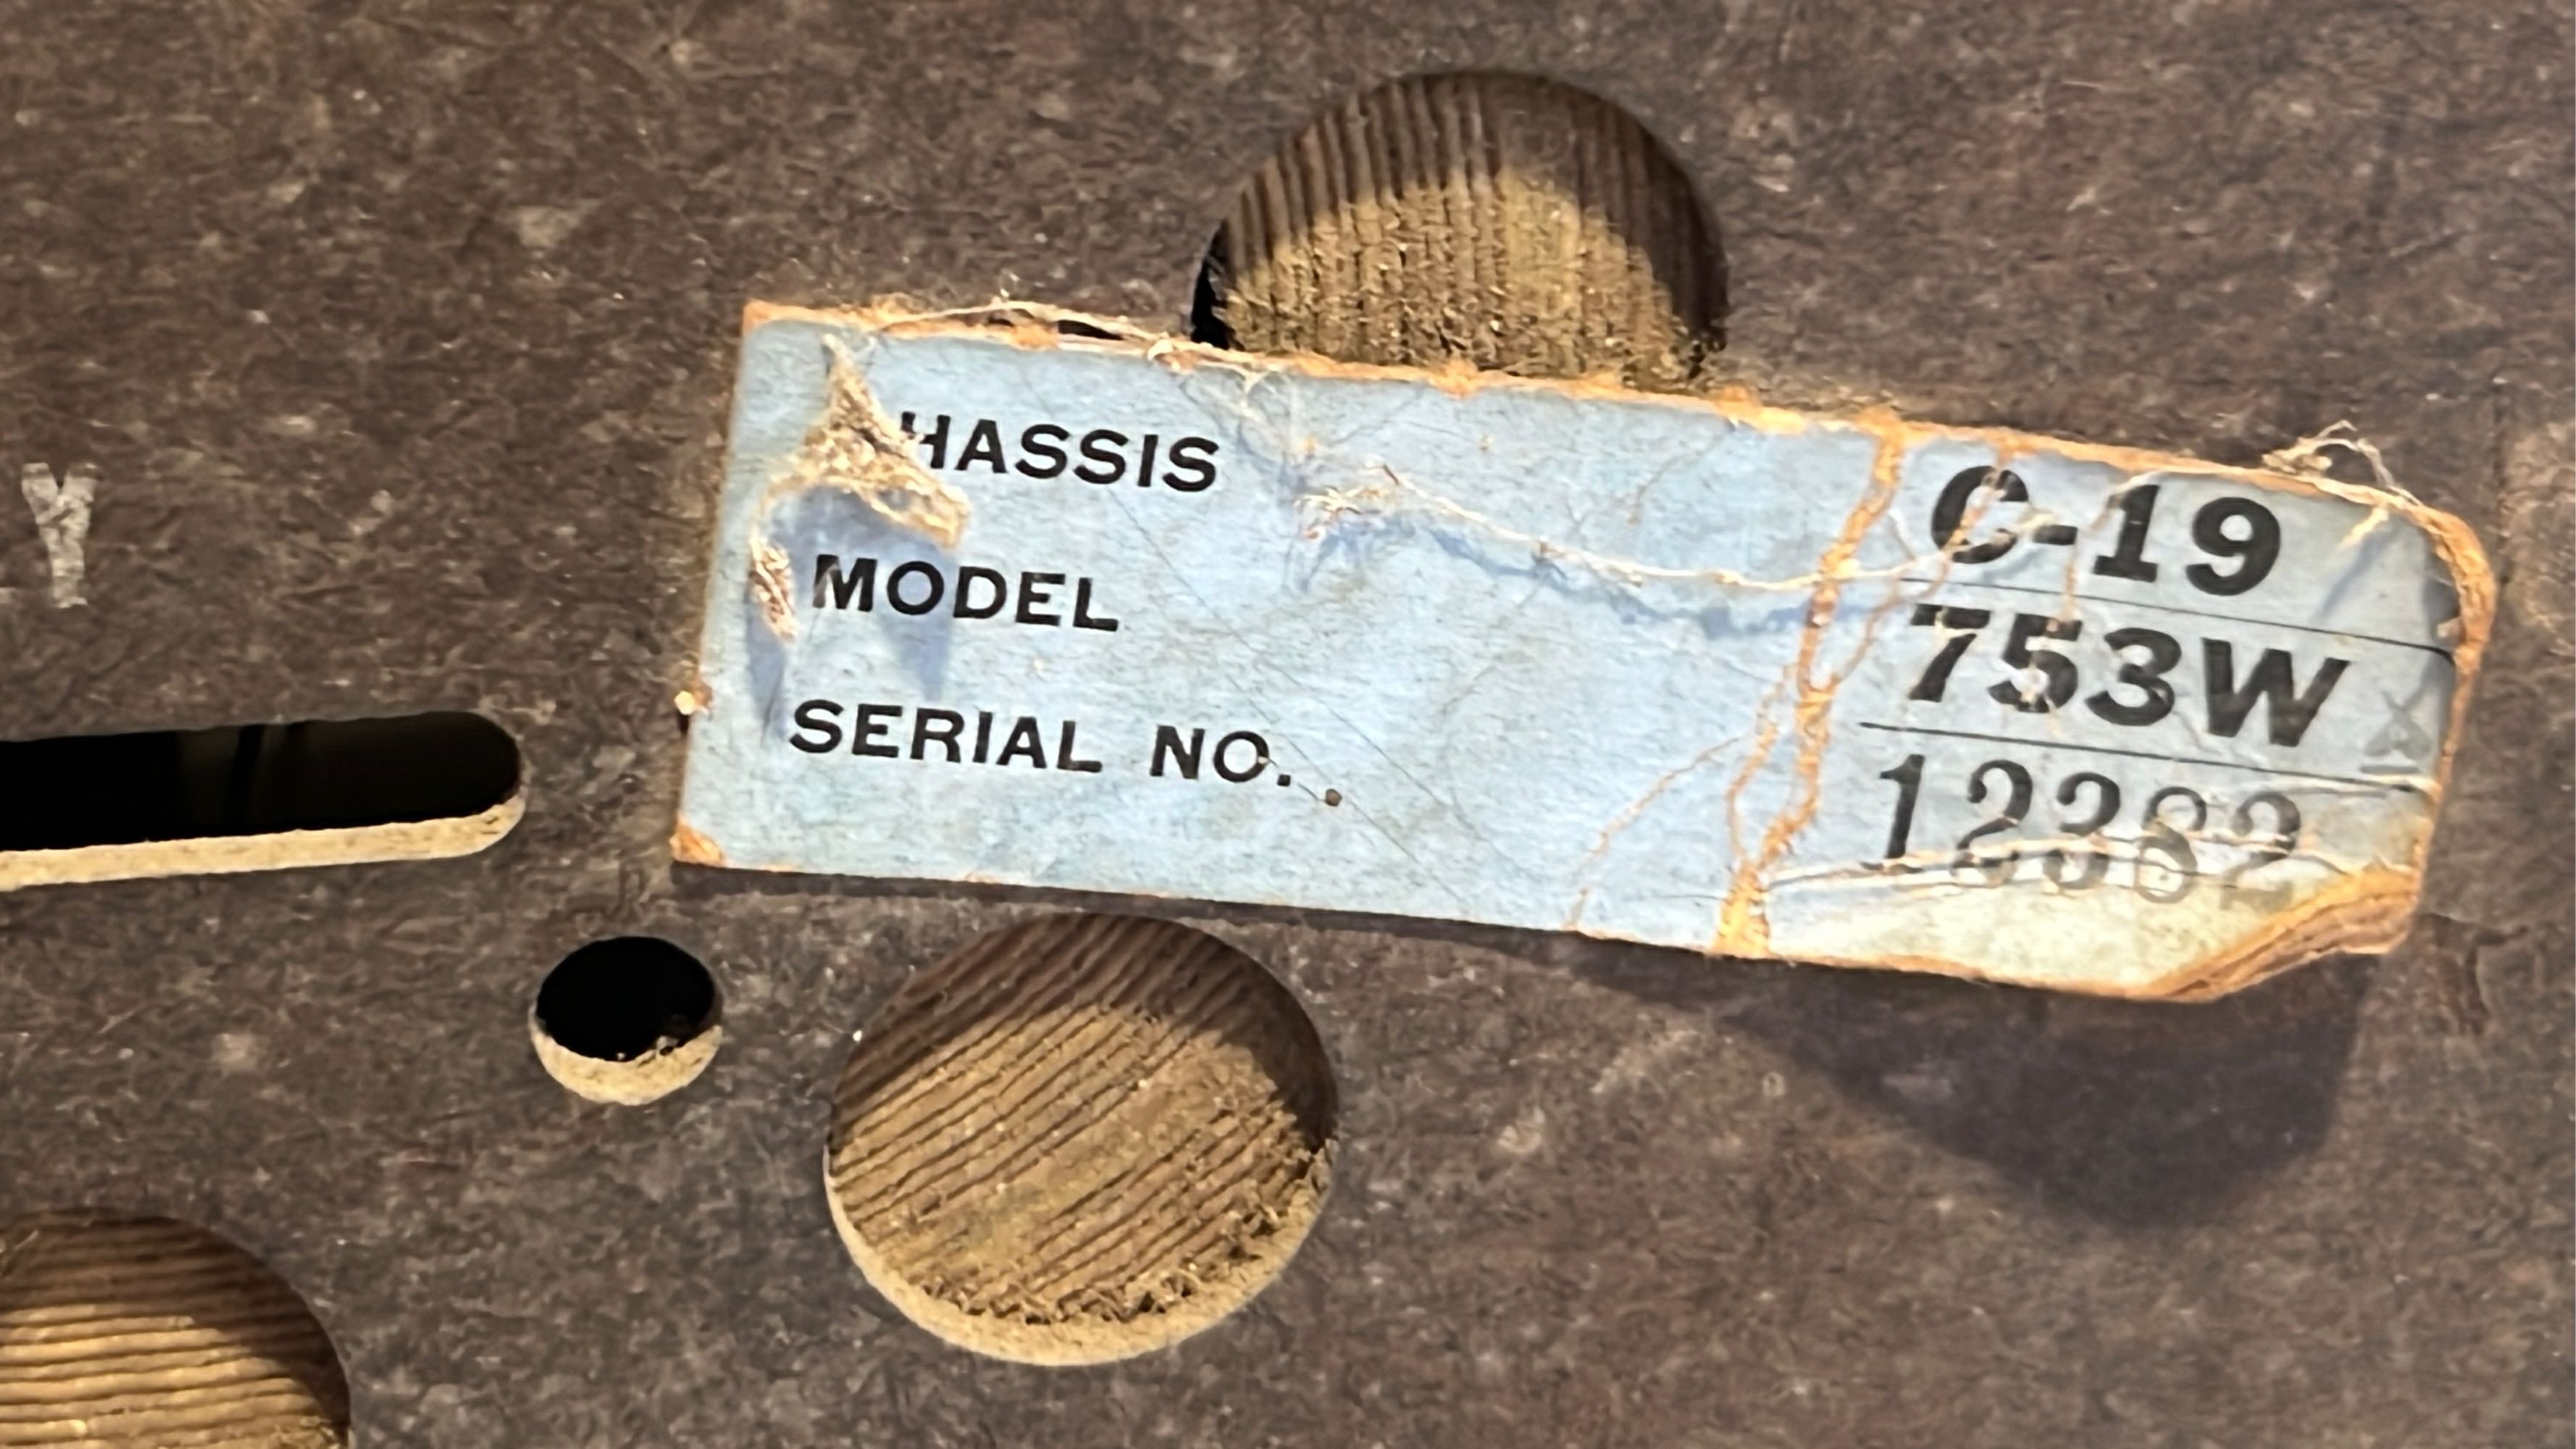 Y
HASSIS C-19
MODEL 753W
SERIAL NO. 12382